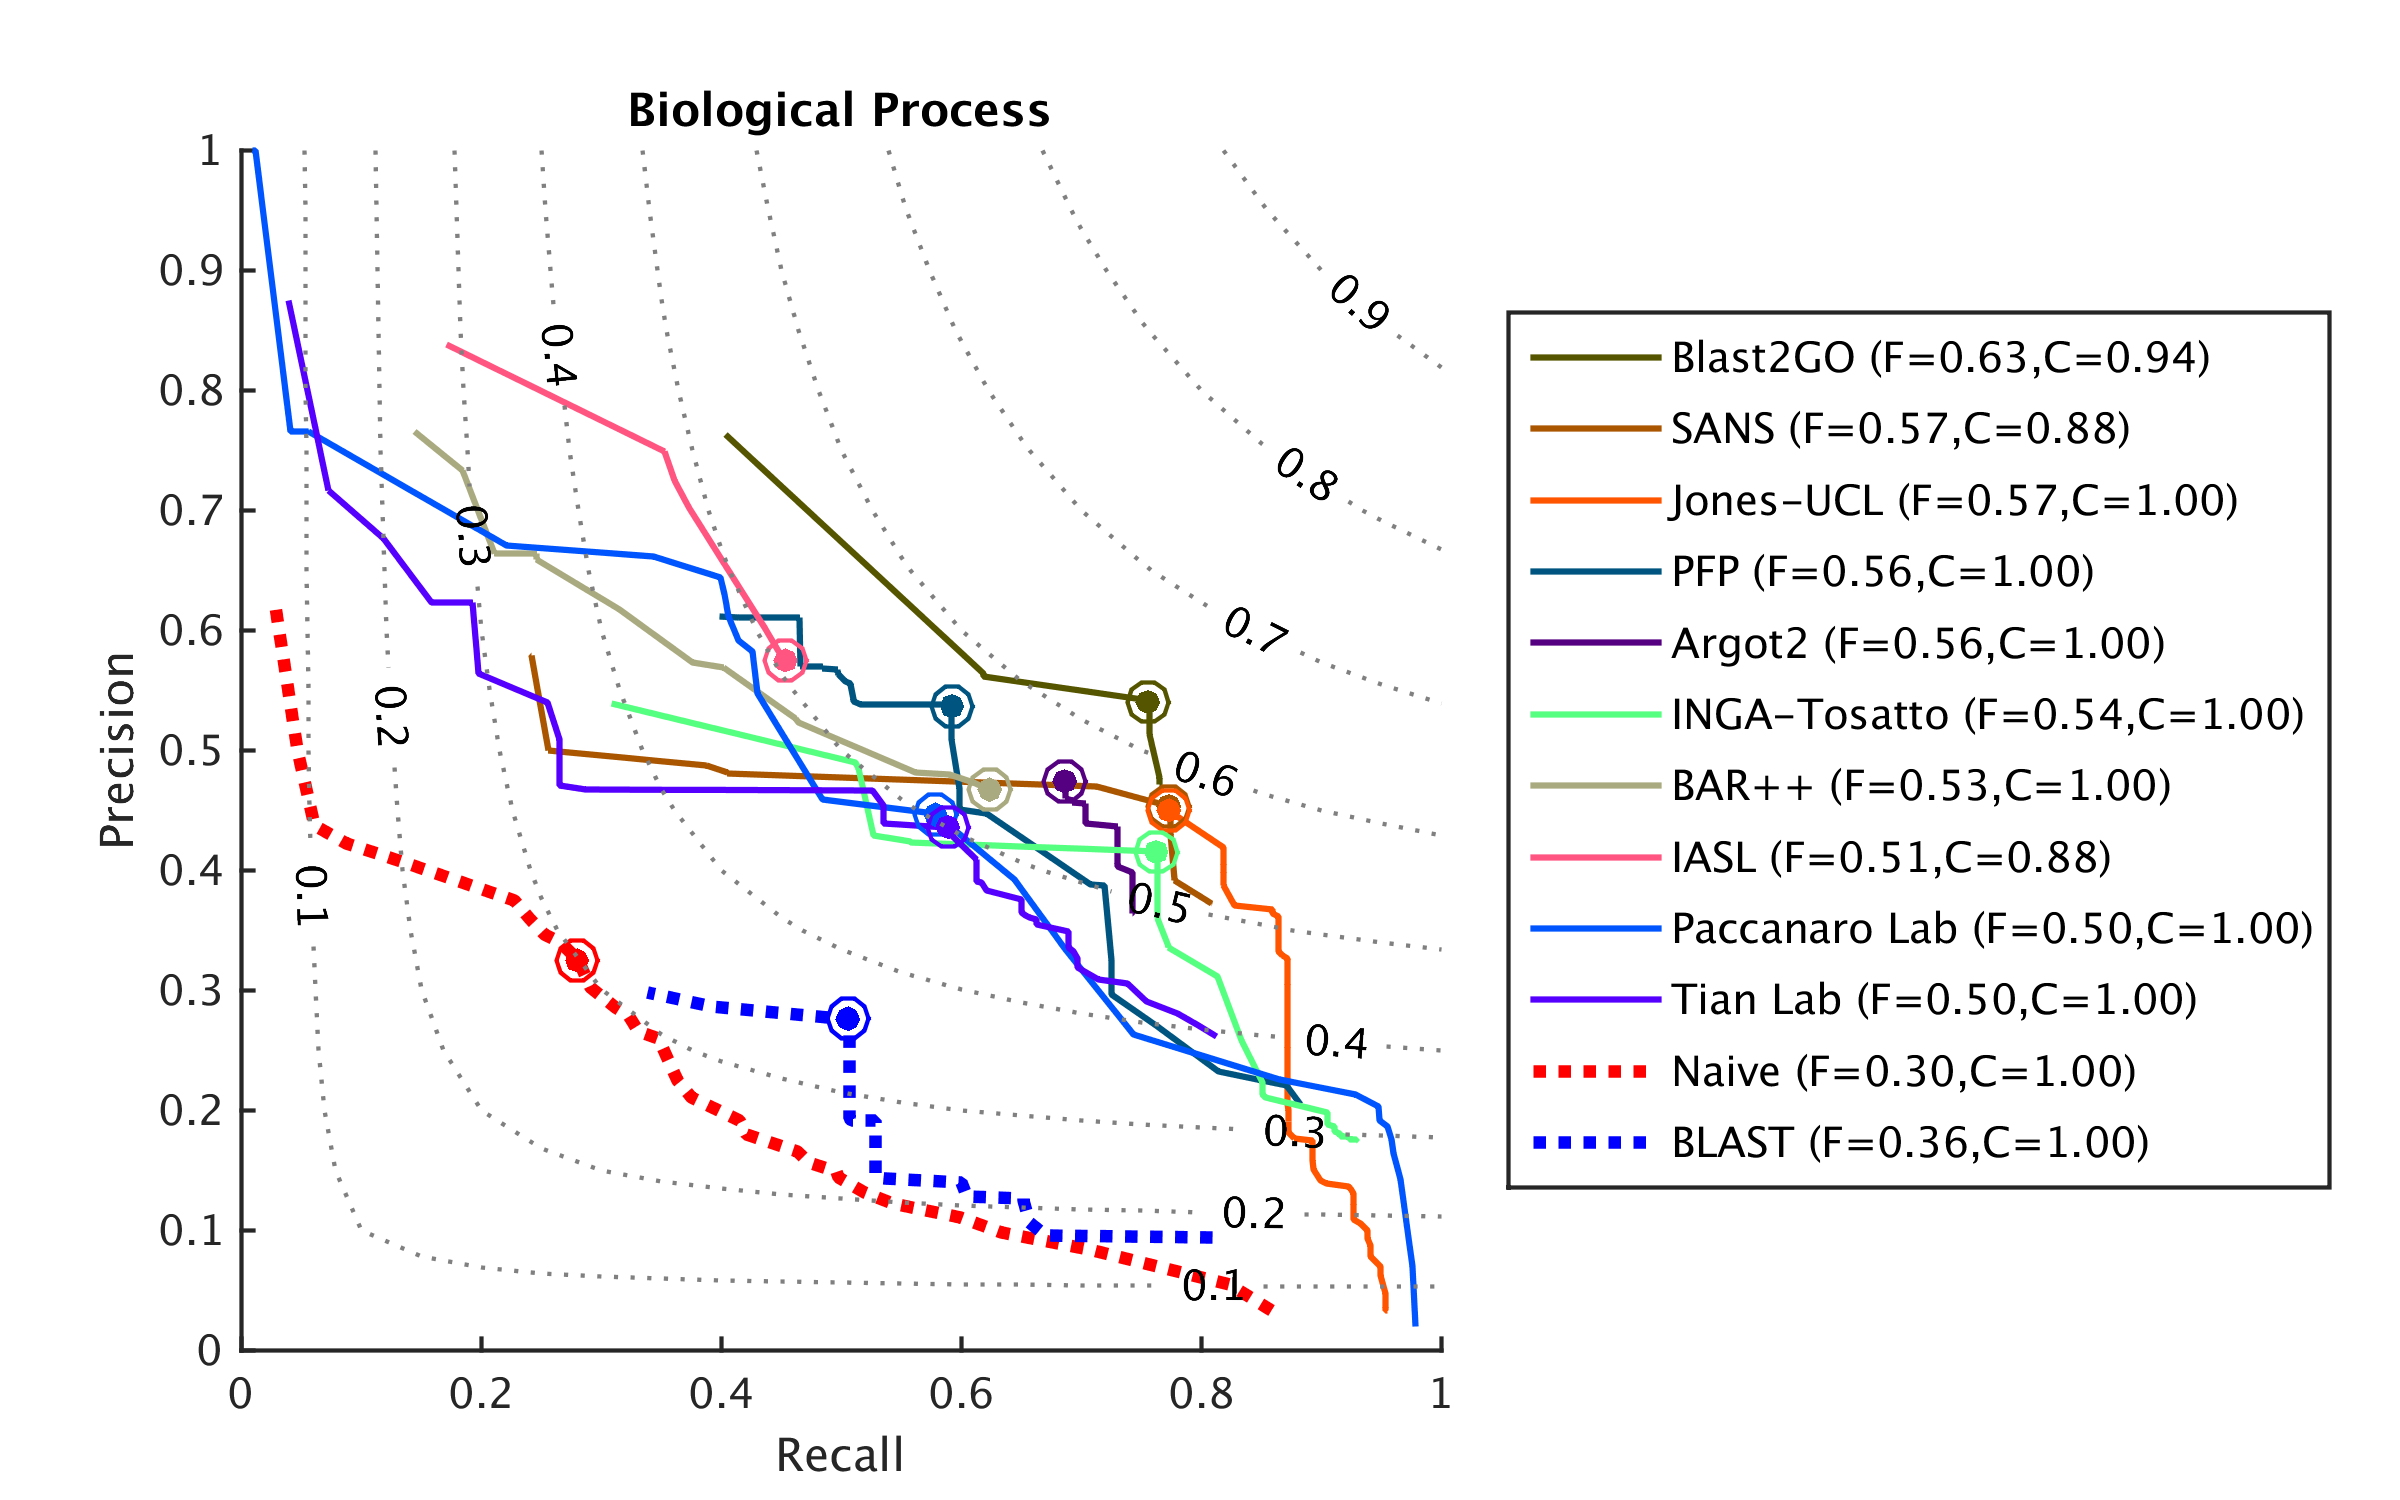 Biological Process
1
0.9
0.8
0.7
0.6
0.5
0.4
0.3
0.2
0.1
0
Precision
0 0.2 0.4 0.6 0.8 1
Recall
0.9
0.8
0.7
0.6
0.5
0.4
0.3
0.2
0.1
0.4
0.3
0.2
0.1
Blast2GO (F=0.63,C=0.94)
SANS (F=0.57,C=0.88)
Jones-UCL (F=0.57,C=1.00)
PFP (F=0.56,C=1.00)
Argot2 (F=0.56,C=1.00)
INGA-Tosatto (F=0.54,C=1.00)
BAR++ (F=0.53,C=1.00)
IASL (F=0.51,C=0.88)
Paccanaro Lab (F=0.50,C=1.00)
Tian Lab (F=0.50,C=1.00)
Naive (F=0.30,C=1.00)
BLAST (F=0.36,C=1.00)